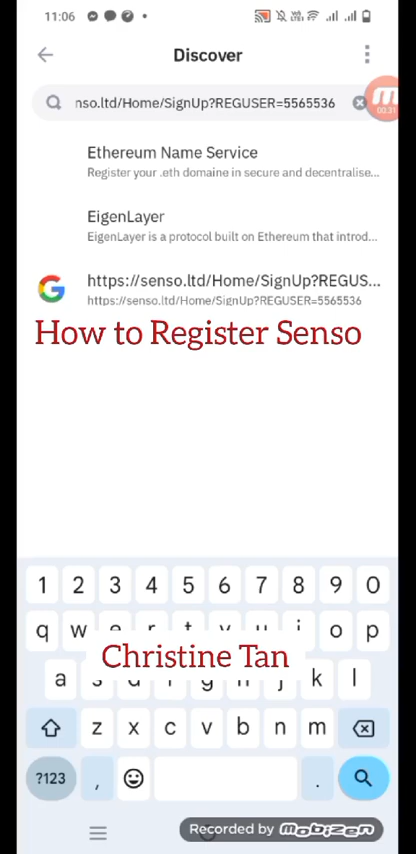 11:06
Discover
nso.ltd/Home/SignUp?REGUSER=5565536
00:31
Ethereum Name Service
Register your .eth domaine in secure and decentralise...
EigenLayer
EigenLayer is a protocol built on Ethereum that introd...
https://senso.ltd/Home/SignUp?REGUS...
https://senso.ltd/Home/SignUp?REGUSER=5565536
How to Register Senso
1 2 3 4 5 6 7 8 9 0
q w e r t y u i o p
Christine Tan
a s d f g h j k l
z x c v b n m
?123 , .
Recorded by mobizen